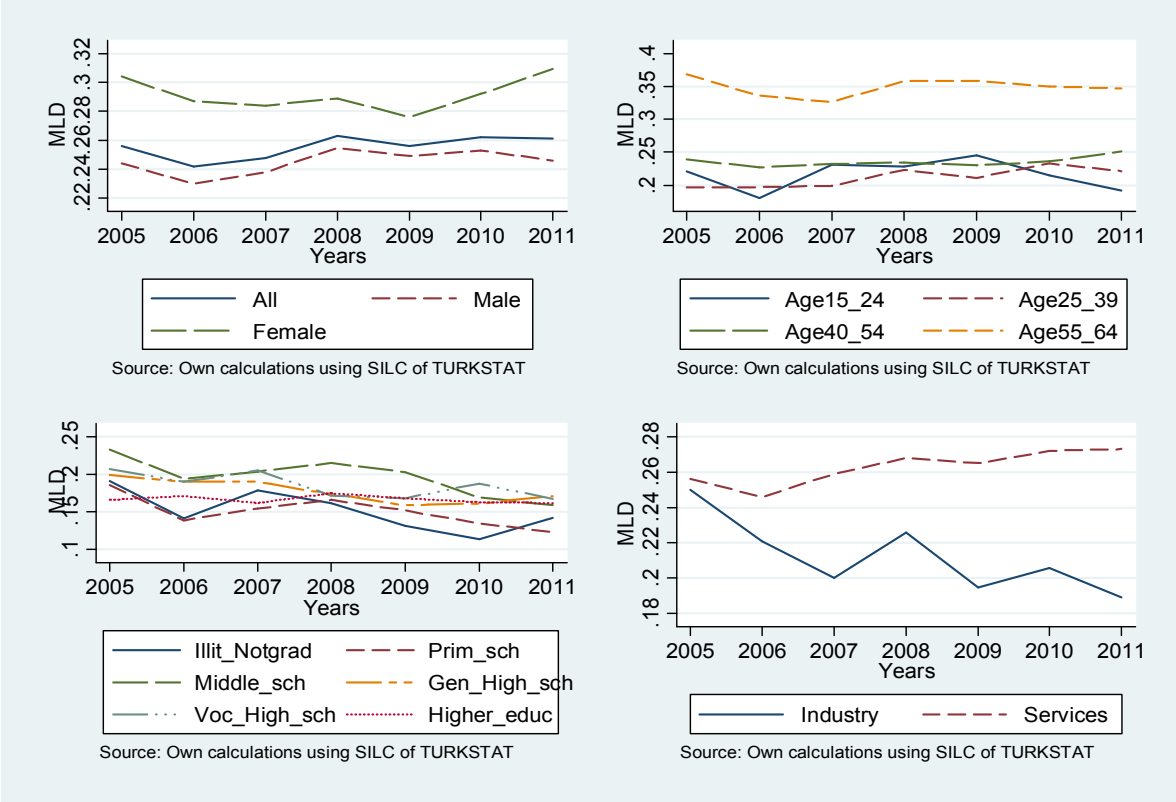 MLD
.22 .24 .26 .28 .3 .32
2005 2006 2007 2008 2009 2010 2011
Years
All Male
Female
Source: Own calculations using SILC of TURKSTAT
MLD
.2 .25 .3 .35 .4
2005 2006 2007 2008 2009 2010 2011
Years
Age15_24 Age25_39
Age40_54 Age55_64
Source: Own calculations using SILC of TURKSTAT
MLD
.1 .15 .2 .25
2005 2006 2007 2008 2009 2010 2011
Years
Illit_Notgrad Prim_sch
Middle_sch Gen_High_sch
Voc_High_sch Higher_educ
Source: Own calculations using SILC of TURKSTAT
MLD
.18 .2 .22 .24 .26 .28
2005 2006 2007 2008 2009 2010 2011
Years
Industry Services
Source: Own calculations using SILC of TURKSTAT